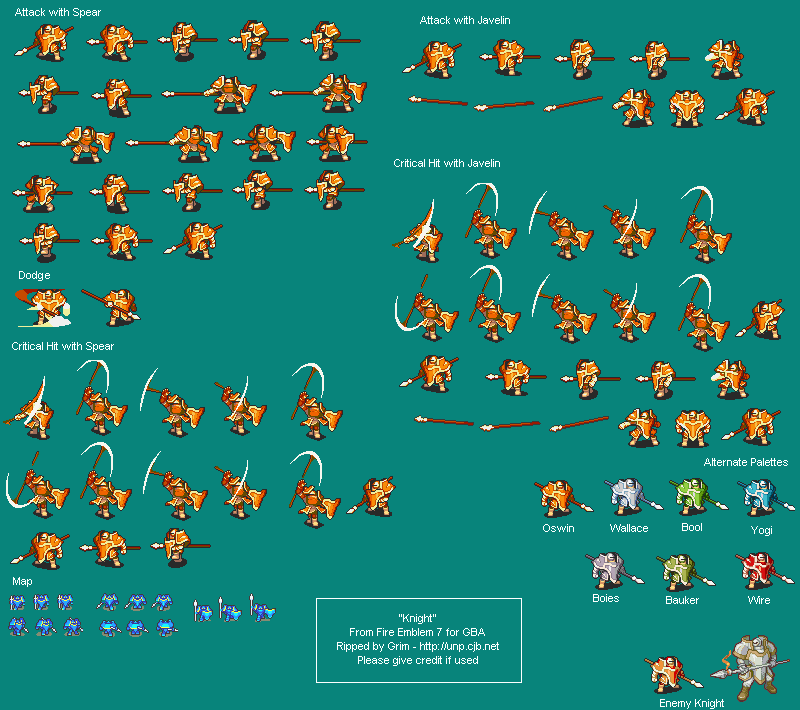 Attack with Spear
Attack with Javelin
Critical Hit with Javelin
Dodge
Critical Hit with Spear
Alternate Palettes
Oswin
Wallace
Bool
Yogi
Map
Boies
Bauker
Wire
"Knight"
From Fire Emblem 7 for GBA
Ripped by Grim - http://unp.cjb.net
Please give credit if used
Enemy Knight